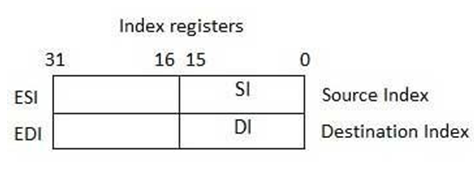 Index registers
31 16 15 0
ESI SI Source Index
EDI DI Destination Index